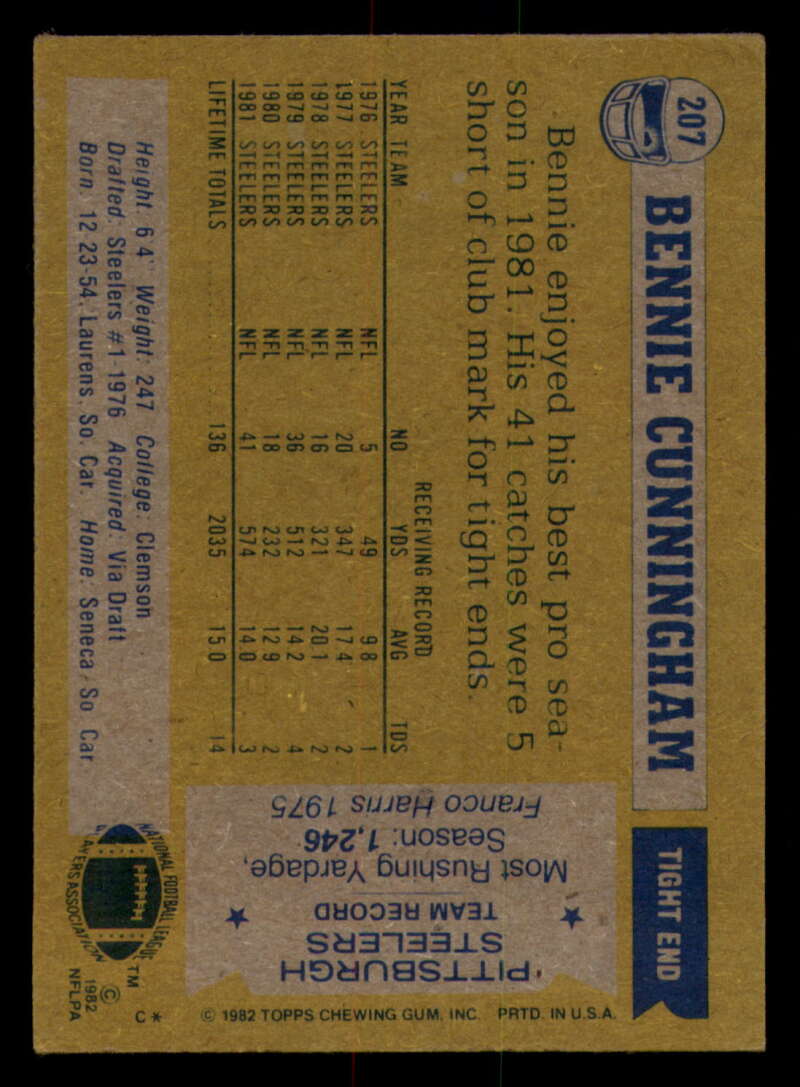 207
BENNIE CUNNINGHAM
TIGHT END
Bennie enjoyed his best pro sea-
son in 1981. His 41 catches were 5
short of club mark for tight ends.
RECEIVING RECORD
YEAR TEAM NO YDS AVG TDS
1976 STEELERS NFL 5 49 9.8 1
1977 STEELERS NFL 20 347 17.4 2
1978 STEELERS NFL 16 321 20.1 2
1979 STEELERS NFL 36 512 14.2 4
1980 STEELERS NFL 18 232 12.9 2
1981 STEELERS NFL 41 574 14.0 3
LIFETIME TOTALS 136 2035 15.0 14
Height: 6'4" Weight: 247 College: Clemson
Drafted: Steelers #1-1976 Acquired: Via Draft
Born: 12-23-54, Laurens, So. Car. Home: Seneca, So. Car.
PITTSBURGH
STEELERS
TEAM RECORD
Most Rushing Yardage,
Season: 1,246
Franco Harris 1975
NATIONAL FOOTBALL LEAGUE
AYERS ASSOCIATION
TM
©
1982
NFLPA
C*
© 1982 TOPPS CHEWING GUM, INC. PRTD. IN U.S.A.